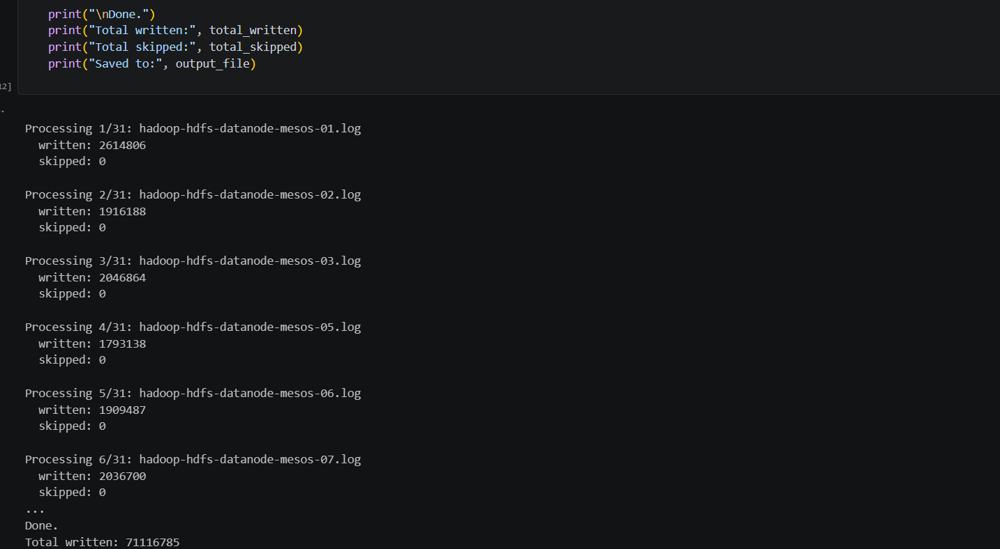 print("\nDone.")
print("Total written:", total_written)
print("Total skipped:", total_skipped)
print("Saved to:", output_file)
12]
Processing 1/31: hadoop-hdfs-datanode-mesos-01.log
written: 2614806
skipped: 0
Processing 2/31: hadoop-hdfs-datanode-mesos-02.log
written: 1916188
skipped: 0
Processing 3/31: hadoop-hdfs-datanode-mesos-03.log
written: 2046864
skipped: 0
Processing 4/31: hadoop-hdfs-datanode-mesos-05.log
written: 1793138
skipped: 0
Processing 5/31: hadoop-hdfs-datanode-mesos-06.log
written: 1909487
skipped: 0
Processing 6/31: hadoop-hdfs-datanode-mesos-07.log
written: 2036700
skipped: 0
...
Done.
Total written: 71116785